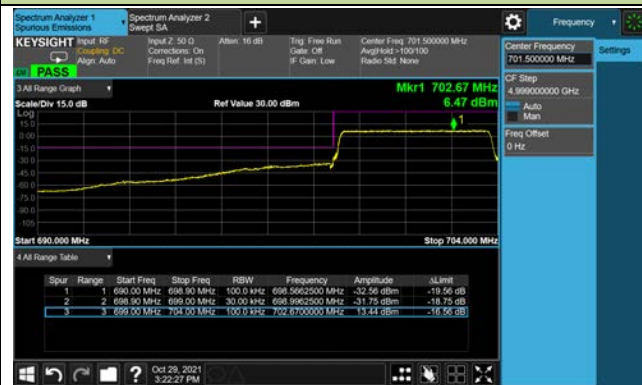 Spectrum Analyzer 1
Spurious Emissions
Spectrum Analyzer 2
Swept SA
Frequency
KEYSIGHT
Input: RF
Coupling: DC
Align: Auto
Input Z: 50 Ω
Corrections: On
Freq Ref: Int (S)
Atten: 16 dB
Trig: Free Run
Gate: Off
IF Gain: Low
Center Freq: 701.500000 MHz
Avg|Hold:>100/100
Radio Std: None
PASS
Center Frequency
701.500000 MHz
Settings
CF Step
4.999000000 GHz
Auto
Man
Freq Offset
0 Hz
3 All Range Graph
Mkr1 702.67 MHz
Scale/Div 15.0 dB
Ref Value 30.00 dBm
6.47 dBm
Log
15.0
0.00
-15.0
-30.0
-45.0
-60.0
-75.0
-90.0
-105
1
Start 690.000 MHz
Stop 704.000 MHz
4 All Range Table
Spur Range Start Freq Stop Freq RBW Frequency Amplitude ΔLimit
1 1 690.00 MHz 698.90 MHz 100.0 kHz 698.5662500 MHz -32.56 dBm -19.56 dB
2 2 698.90 MHz 699.00 MHz 30.00 kHz 698.9962500 MHz -31.75 dBm -18.75 dB
3 3 699.00 MHz 704.00 MHz 100.0 kHz 702.6700000 MHz 13.44 dBm -16.56 dB
?
Oct 29, 2021
3:22:27 PM